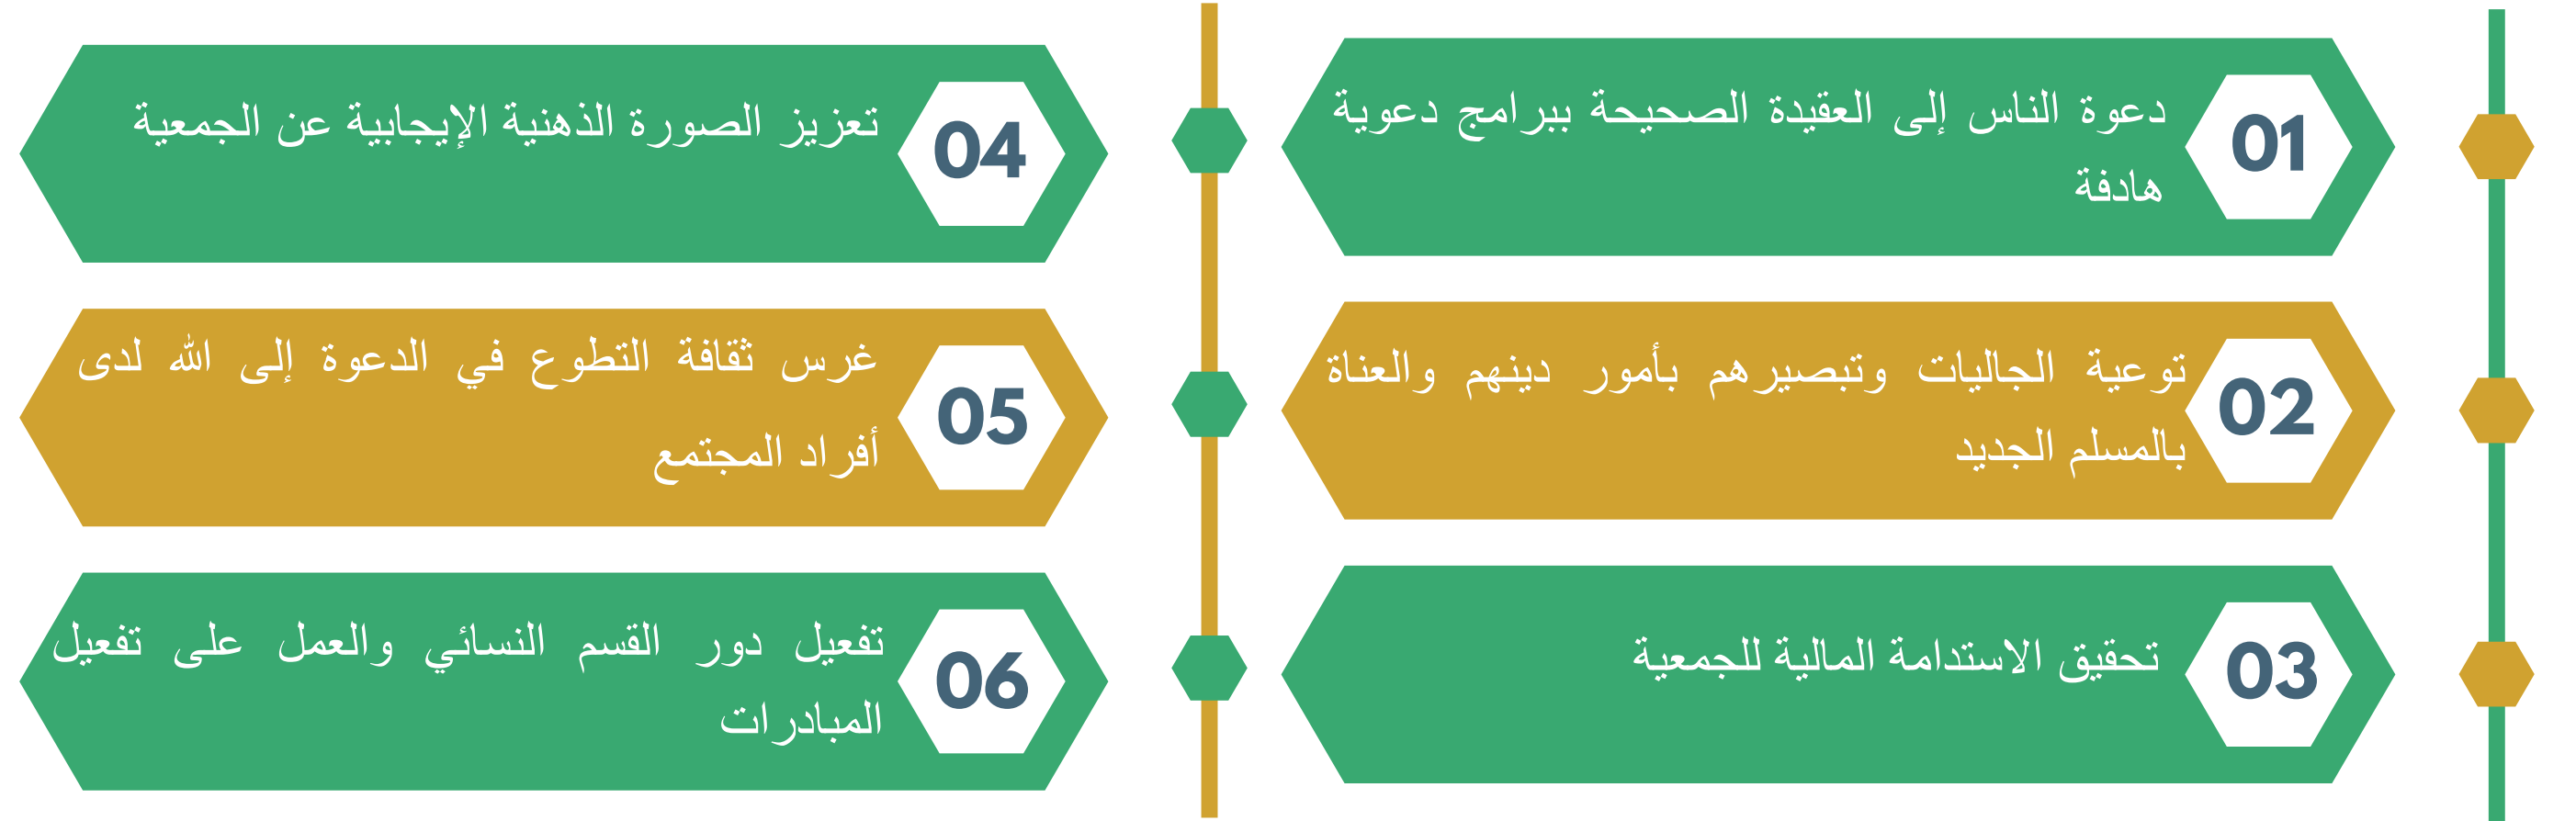 01
دعوة الناس إلى العقيدة الصحيحة ببرامج دعوية
هادفة
02
توعية الجاليات وتبصيرهم بأمور دينهم والعناة
بالمسلم الجديد
03
تحقيق الاستدامة المالية للجمعية
04
تعزيز الصورة الذهنية الإيجابية عن الجمعية
05
غرس ثقافة التطوع في الدعوة إلى الله لدى
أفراد المجتمع
06
تفعيل دور القسم النسائي والعمل على تفعيل
المبادرات